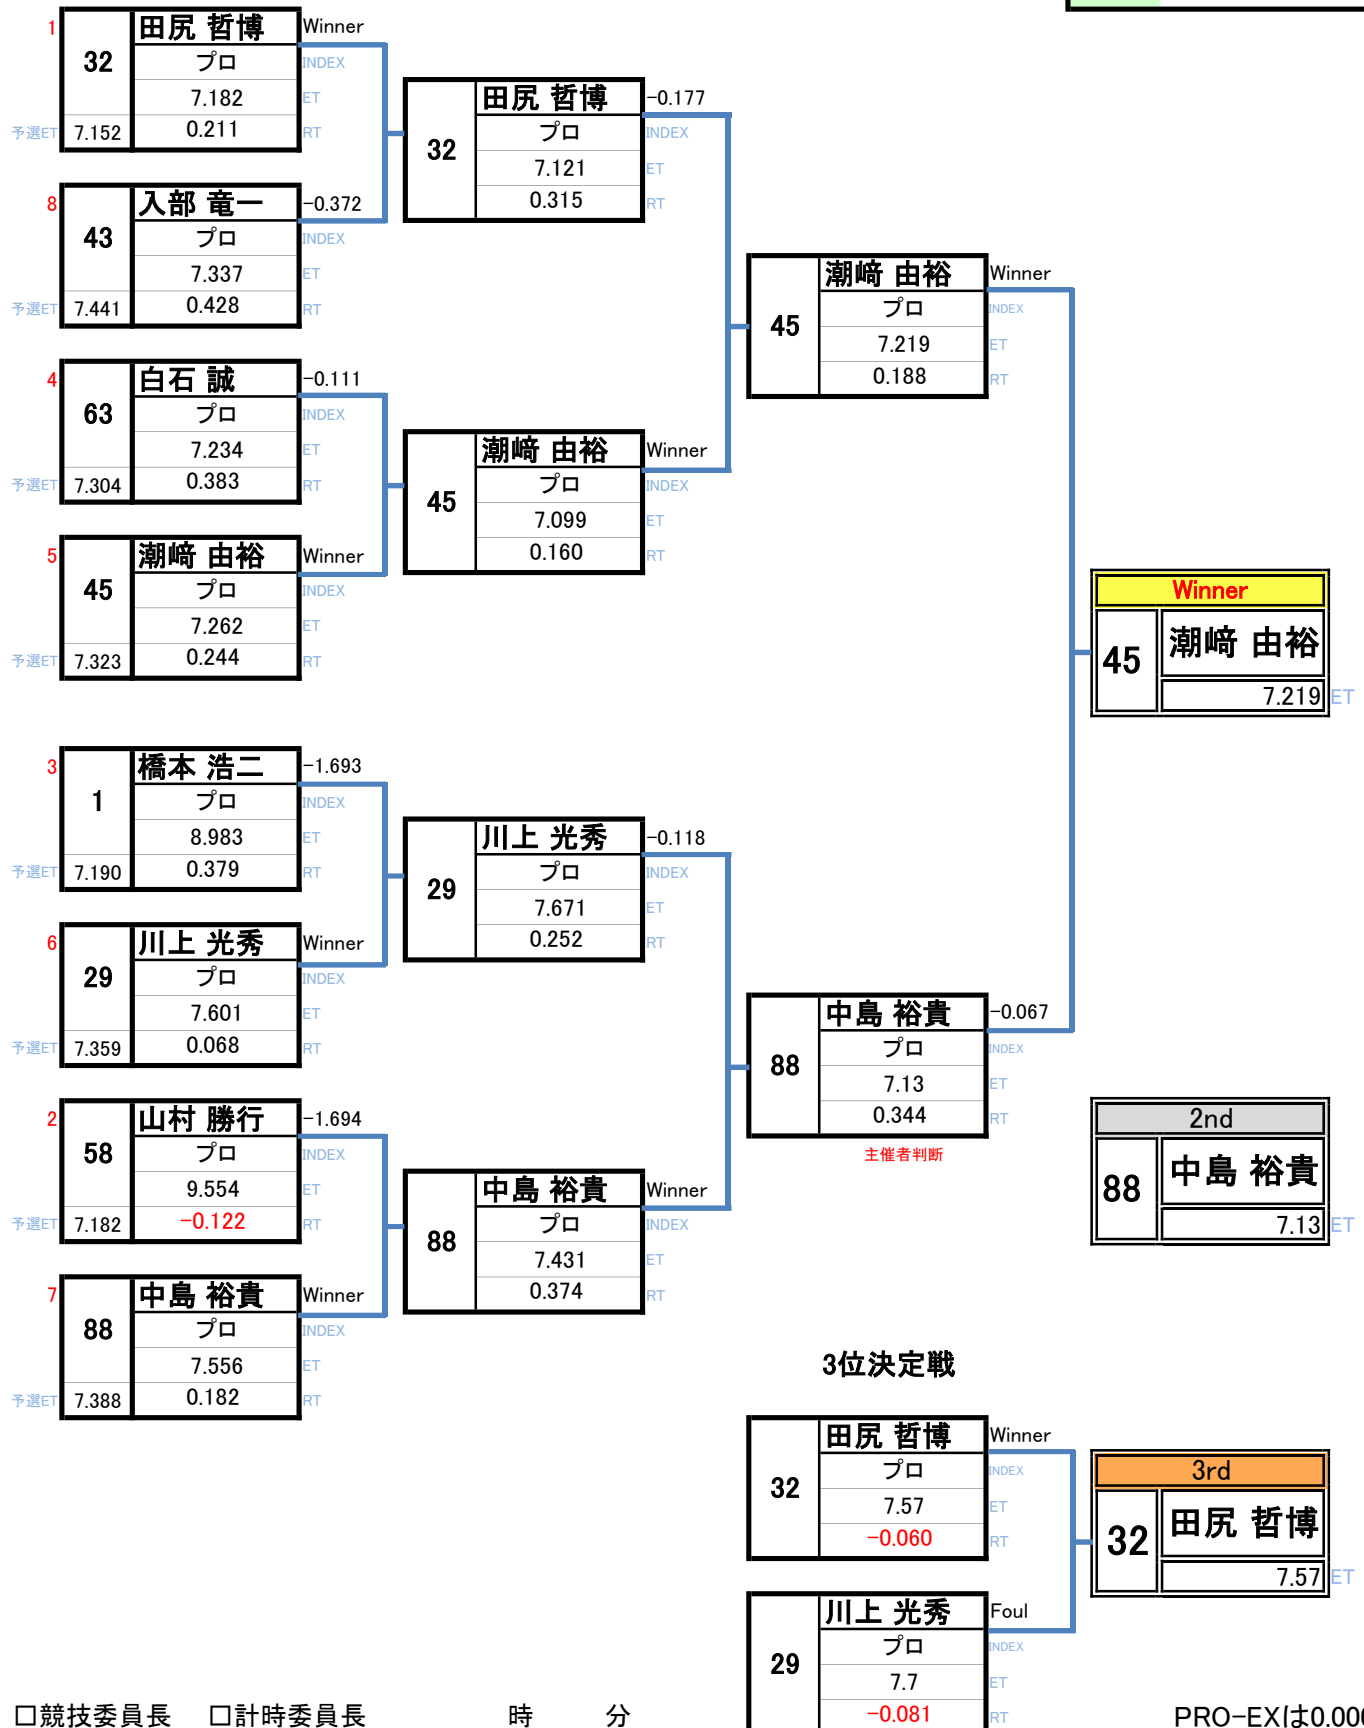 1
32
田尻 哲博
Winner
プロ
INDEX
7.182
ET
予選ET
7.152
0.211
RT
8
43
入部 竜一
-0.372
プロ
INDEX
7.337
ET
予選ET
7.441
0.428
RT
4
63
白石 誠
-0.111
プロ
INDEX
7.234
ET
予選ET
7.304
0.383
RT
5
45
潮﨑 由裕
Winner
プロ
INDEX
7.262
ET
予選ET
7.323
0.244
RT
3
1
橋本 浩二
-1.693
プロ
INDEX
8.983
ET
予選ET
7.190
0.379
RT
6
29
川上 光秀
Winner
プロ
INDEX
7.601
ET
予選ET
7.359
0.068
RT
2
58
山村 勝行
-1.694
プロ
INDEX
9.554
ET
予選ET
7.182
-0.122
RT
7
88
中島 裕貴
Winner
プロ
INDEX
7.556
ET
予選ET
7.388
0.182
RT
32
田尻 哲博
-0.177
プロ
INDEX
7.121
ET
0.315
RT
45
潮﨑 由裕
Winner
プロ
INDEX
7.099
ET
0.160
RT
29
川上 光秀
-0.118
プロ
INDEX
7.671
ET
0.252
RT
88
中島 裕貴
Winner
プロ
INDEX
7.431
ET
0.374
RT
45
潮﨑 由裕
Winner
プロ
INDEX
7.219
ET
0.188
RT
88
中島 裕貴
-0.067
プロ
INDEX
7.13
ET
0.344
RT
主催者判断
Winner
45
潮﨑 由裕
7.219
ET
2nd
88
中島 裕貴
7.13
ET
3位決定戦
32
田尻 哲博
Winner
プロ
INDEX
7.57
ET
-0.060
RT
29
川上 光秀
Foul
プロ
INDEX
7.7
ET
-0.081
RT
3rd
32
田尻 哲博
7.57
ET
□競技委員長 □計時委員長 時 分
PRO-EXは0.000